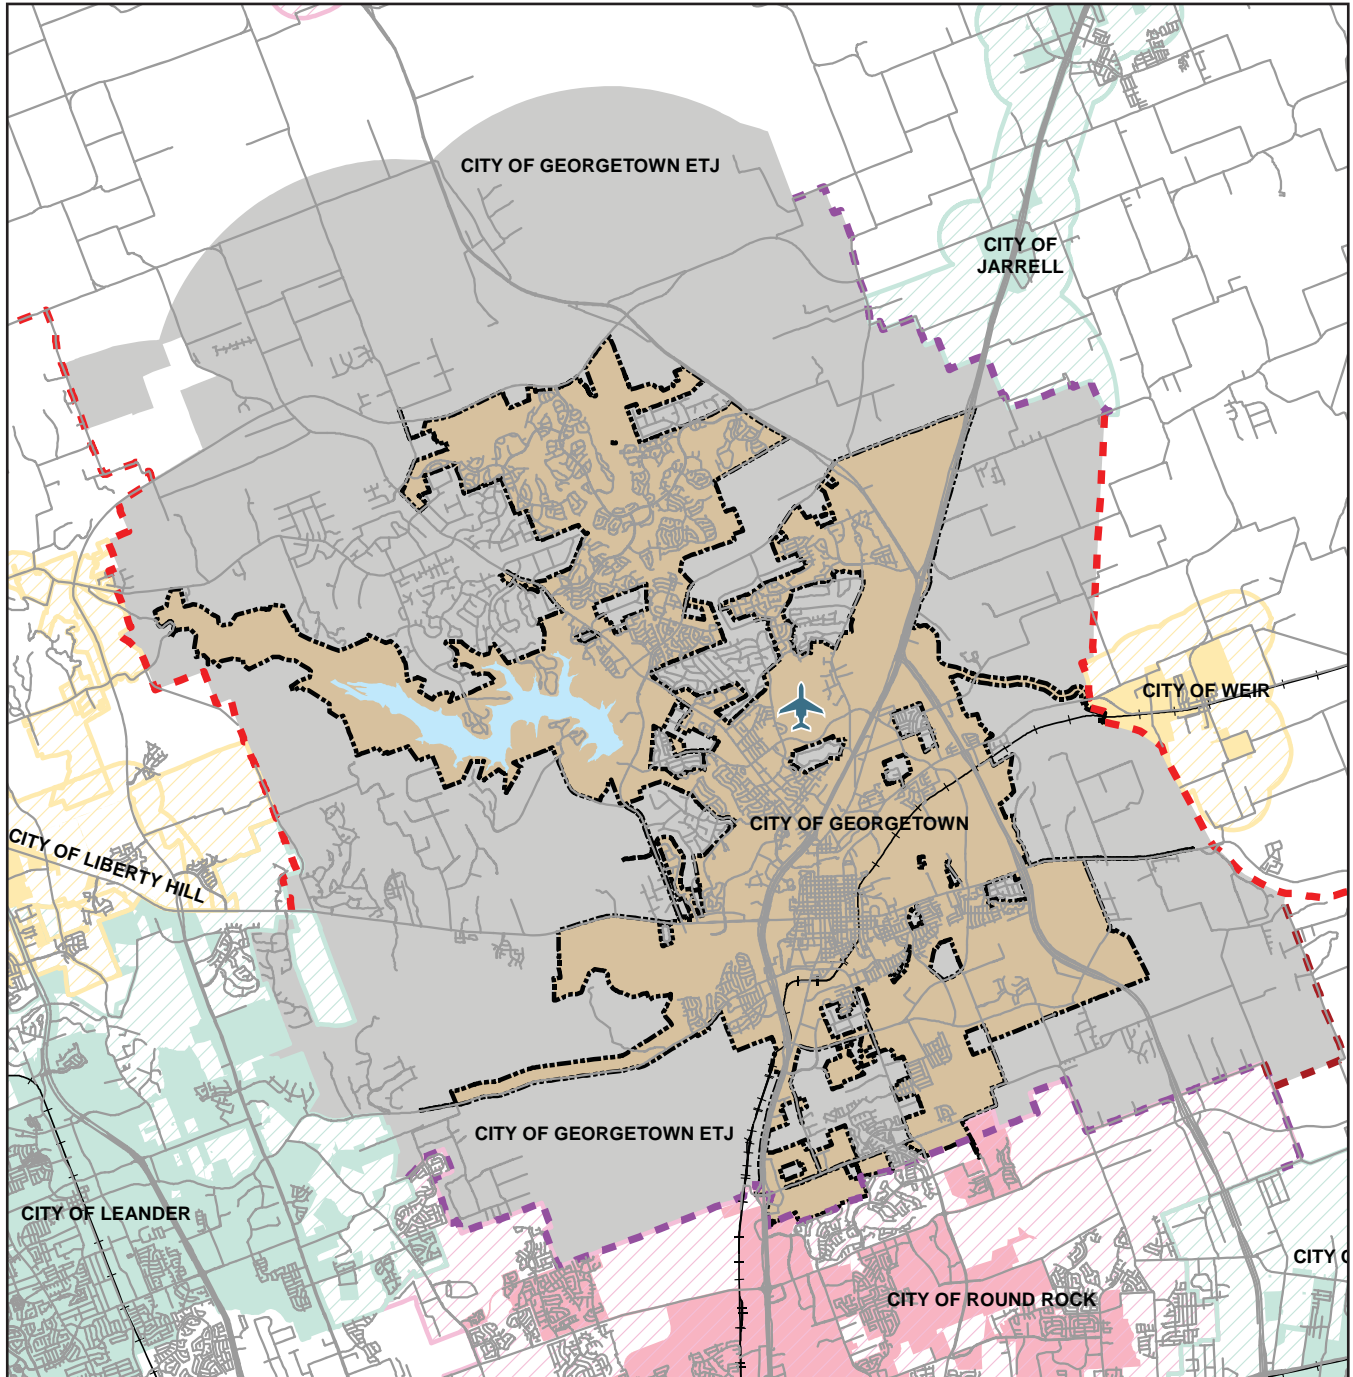 CITY OF GEORGETOWN ETJ
CITY OF
JARRELL
CITY OF WEIR
CITY OF GEORGETOWN
CITY OF LIBERTY HILL
CITY OF GEORGETOWN ETJ
CITY OF LEANDER
CITY
CITY OF ROUND ROCK